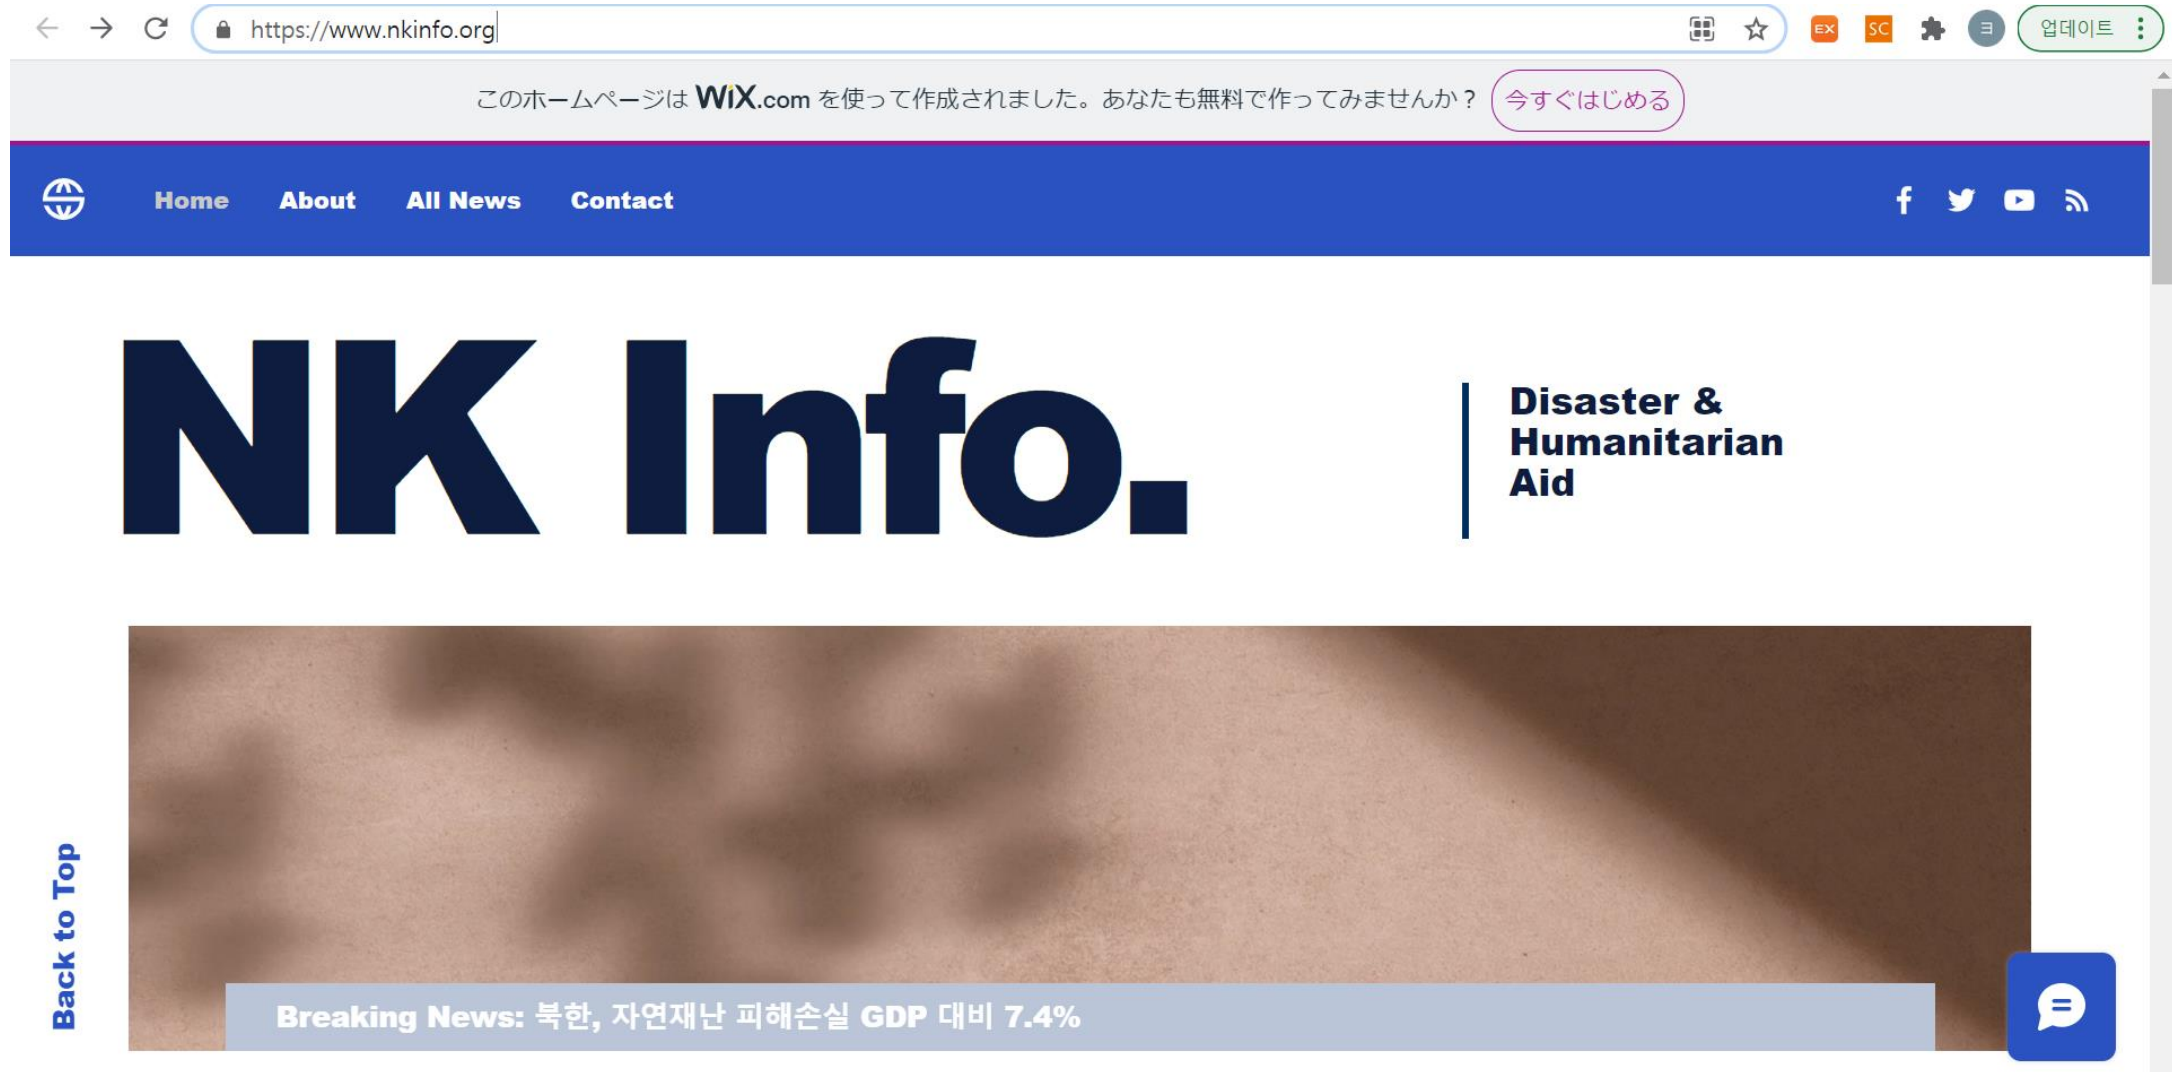 https://www.nkinfo.org
EX
SC
ヨ
업데이트
このホームページは WiX.com を使って作成されました。あなたも無料で作ってみませんか？ 今すぐはじめる
Home About All News Contact
NK Info.
Disaster &
Humanitarian
Aid
Back to Top
Breaking News: 북한, 자연재난 피해손실 GDP 대비 7.4%